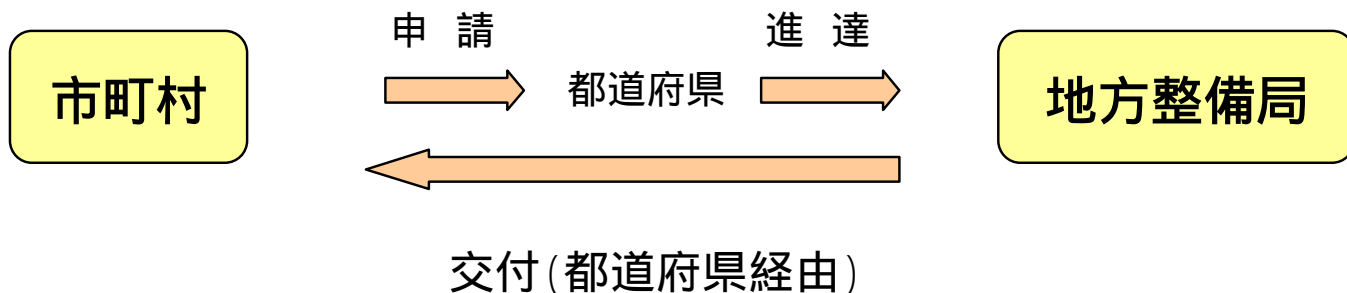 申請
進達
市町村
都道府県
地方整備局
交付(都道府県経由)